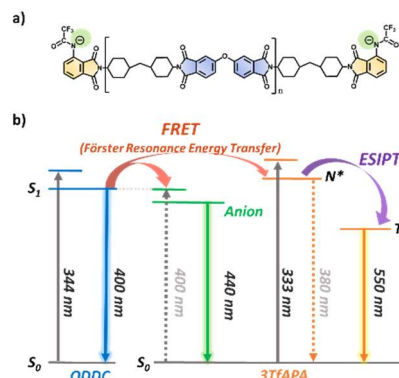 a)
CF₃
O
N
⊖
O
N
O
[
O
N
O
O
O
N
O
]n
O
N
O
⊖
N
CF₃
O
b)
FRET
(Förster Resonance Energy Transfer)
ESIPT
S₁
N*
Anion
T
344 nm
400 nm
400 nm
440 nm
333 nm
380 nm
550 nm
S₀
S₀
ODDC
3TfAPA